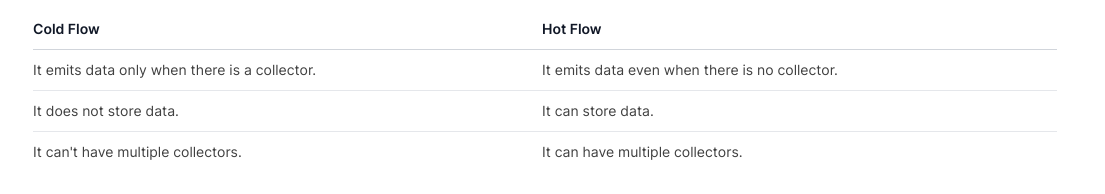 Cold Flow Hot Flow
It emits data only when there is a collector. It emits data even when there is no collector.
It does not store data. It can store data.
It can't have multiple collectors. It can have multiple collectors.